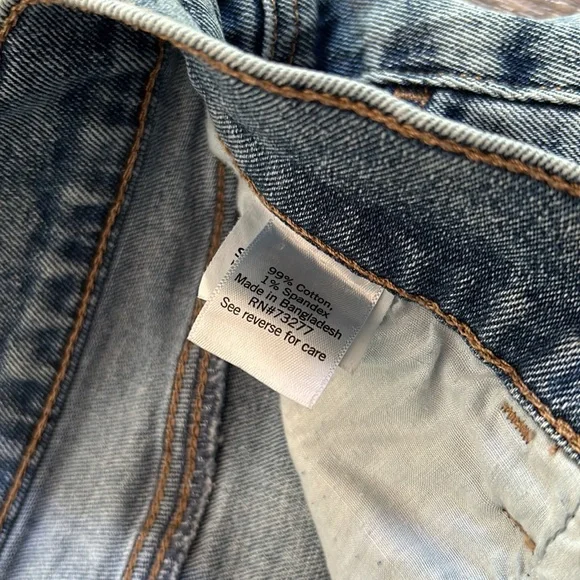 99% Cotton,
1% Spandex
Made in Bangladesh
RN#73277
See reverse for care
S